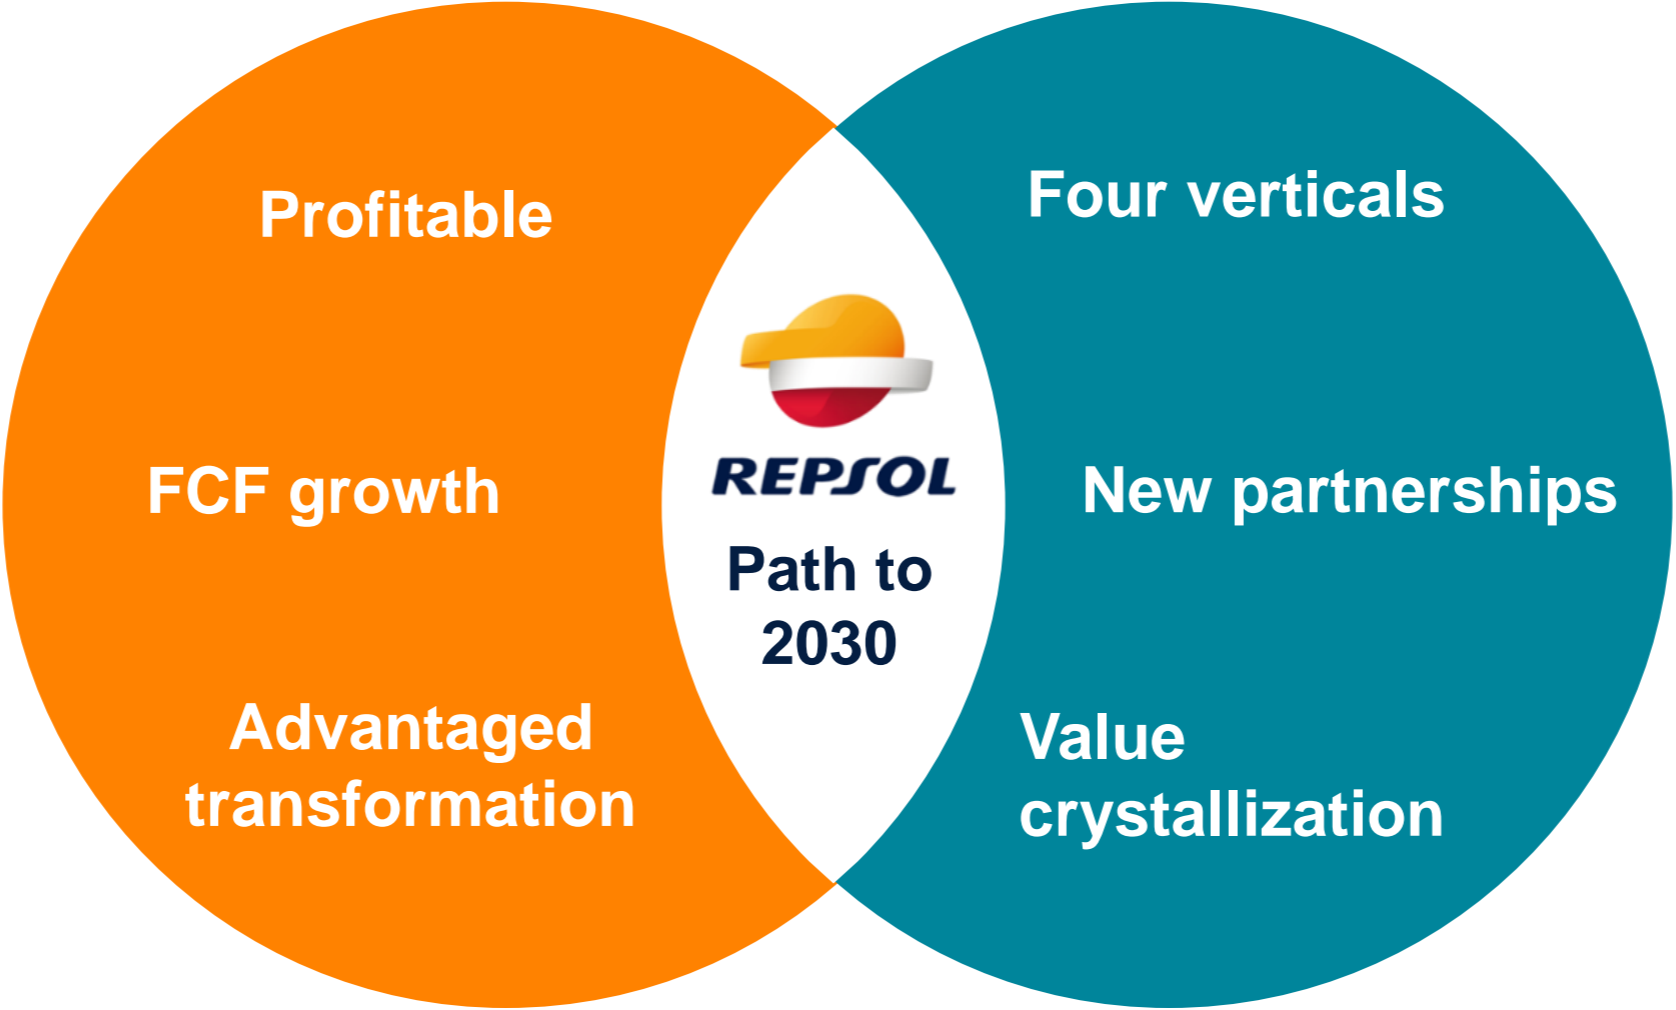 Profitable
FCF growth
Advantaged
transformation
REPSOL
Path to
2030
Four verticals
New partnerships
Value
crystallization